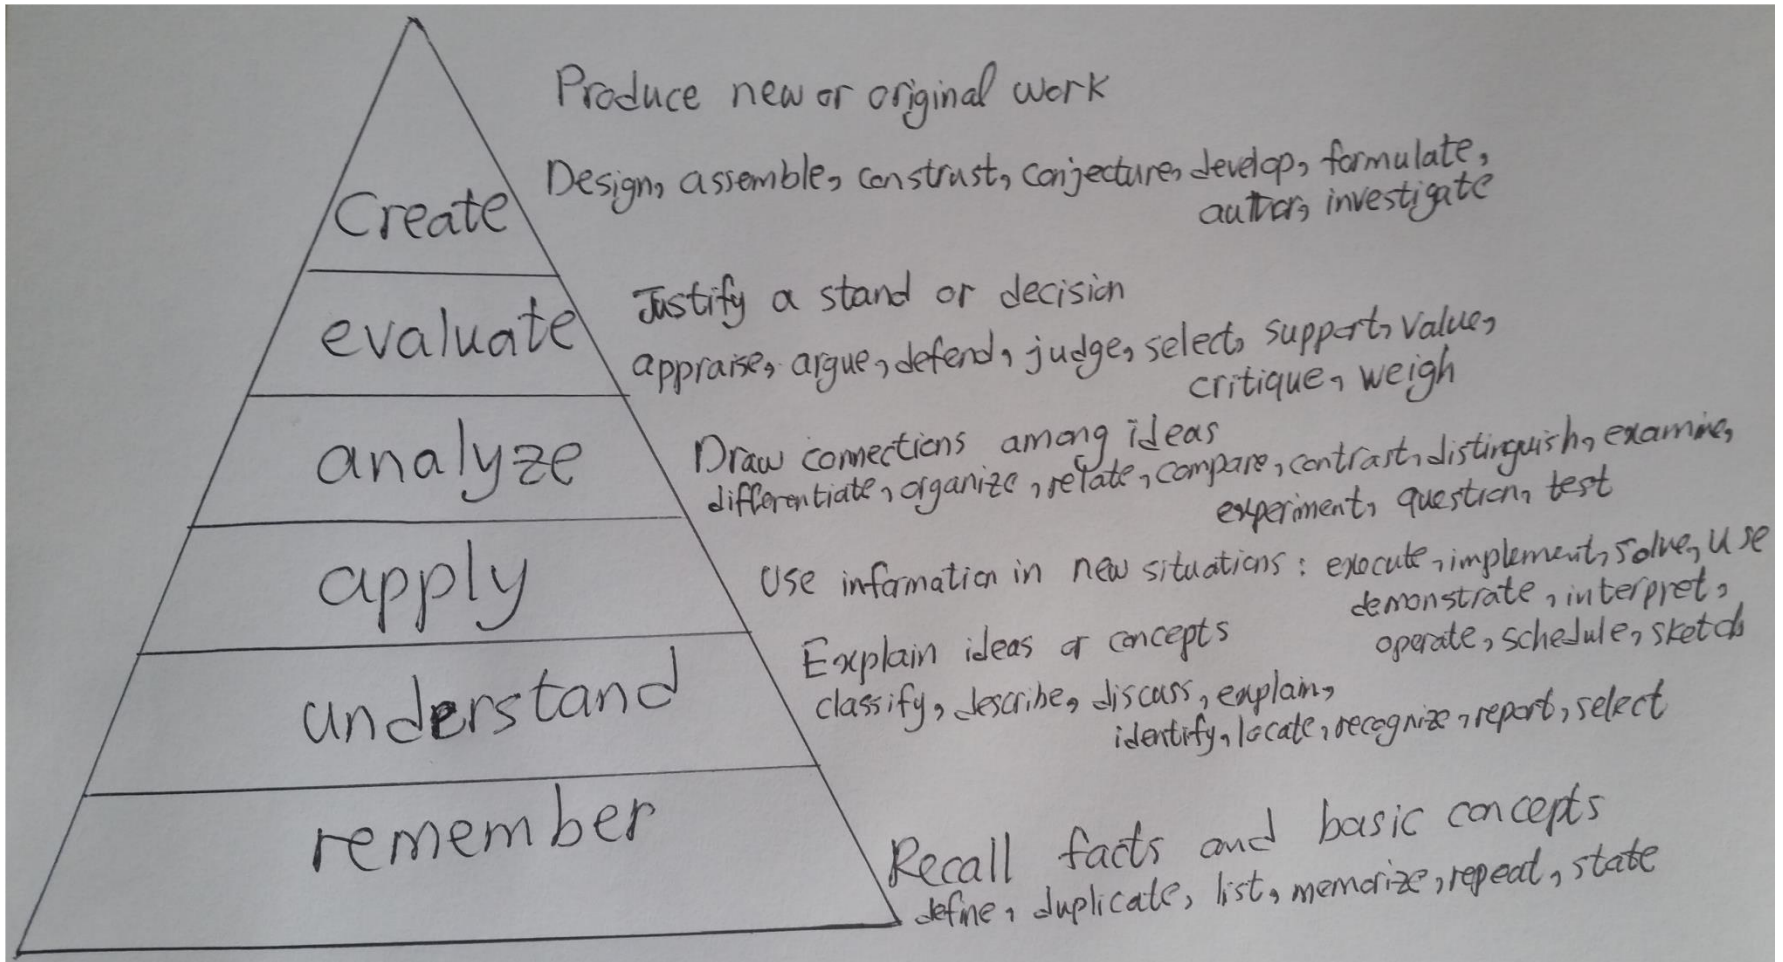 Produce new or original work
Design, assemble, construst, conjecture, develop, formulate,
author, investigate
Create
Justify a stand or decision
appraise, argue, defend, judge, select, support, value,
critique, weigh
evaluate
Draw connections among ideas
differentiate, organize, relate, compare, contrast, distinguish, examine,
experiment, question, test
analyze
Use information in new situations : execute, implement, solve, use
demonstrate, interpret,
operate, schedule, sketch
apply
Explain ideas or concepts
classify, describe, discuss, explain,
identify, locate, recognize, report, select
understand
Recall facts and basic concepts
define, duplicate, list, memorize, repeat, state
remember